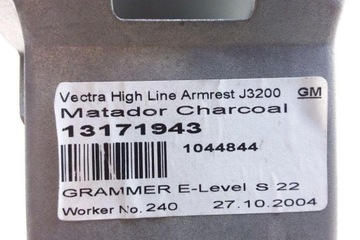 Vectra High Line Armrest J3200 GM
Matador Charcoal
13171943
1044844
GRAMMER E-Level S 22
Worker No. 240 27.10.2004